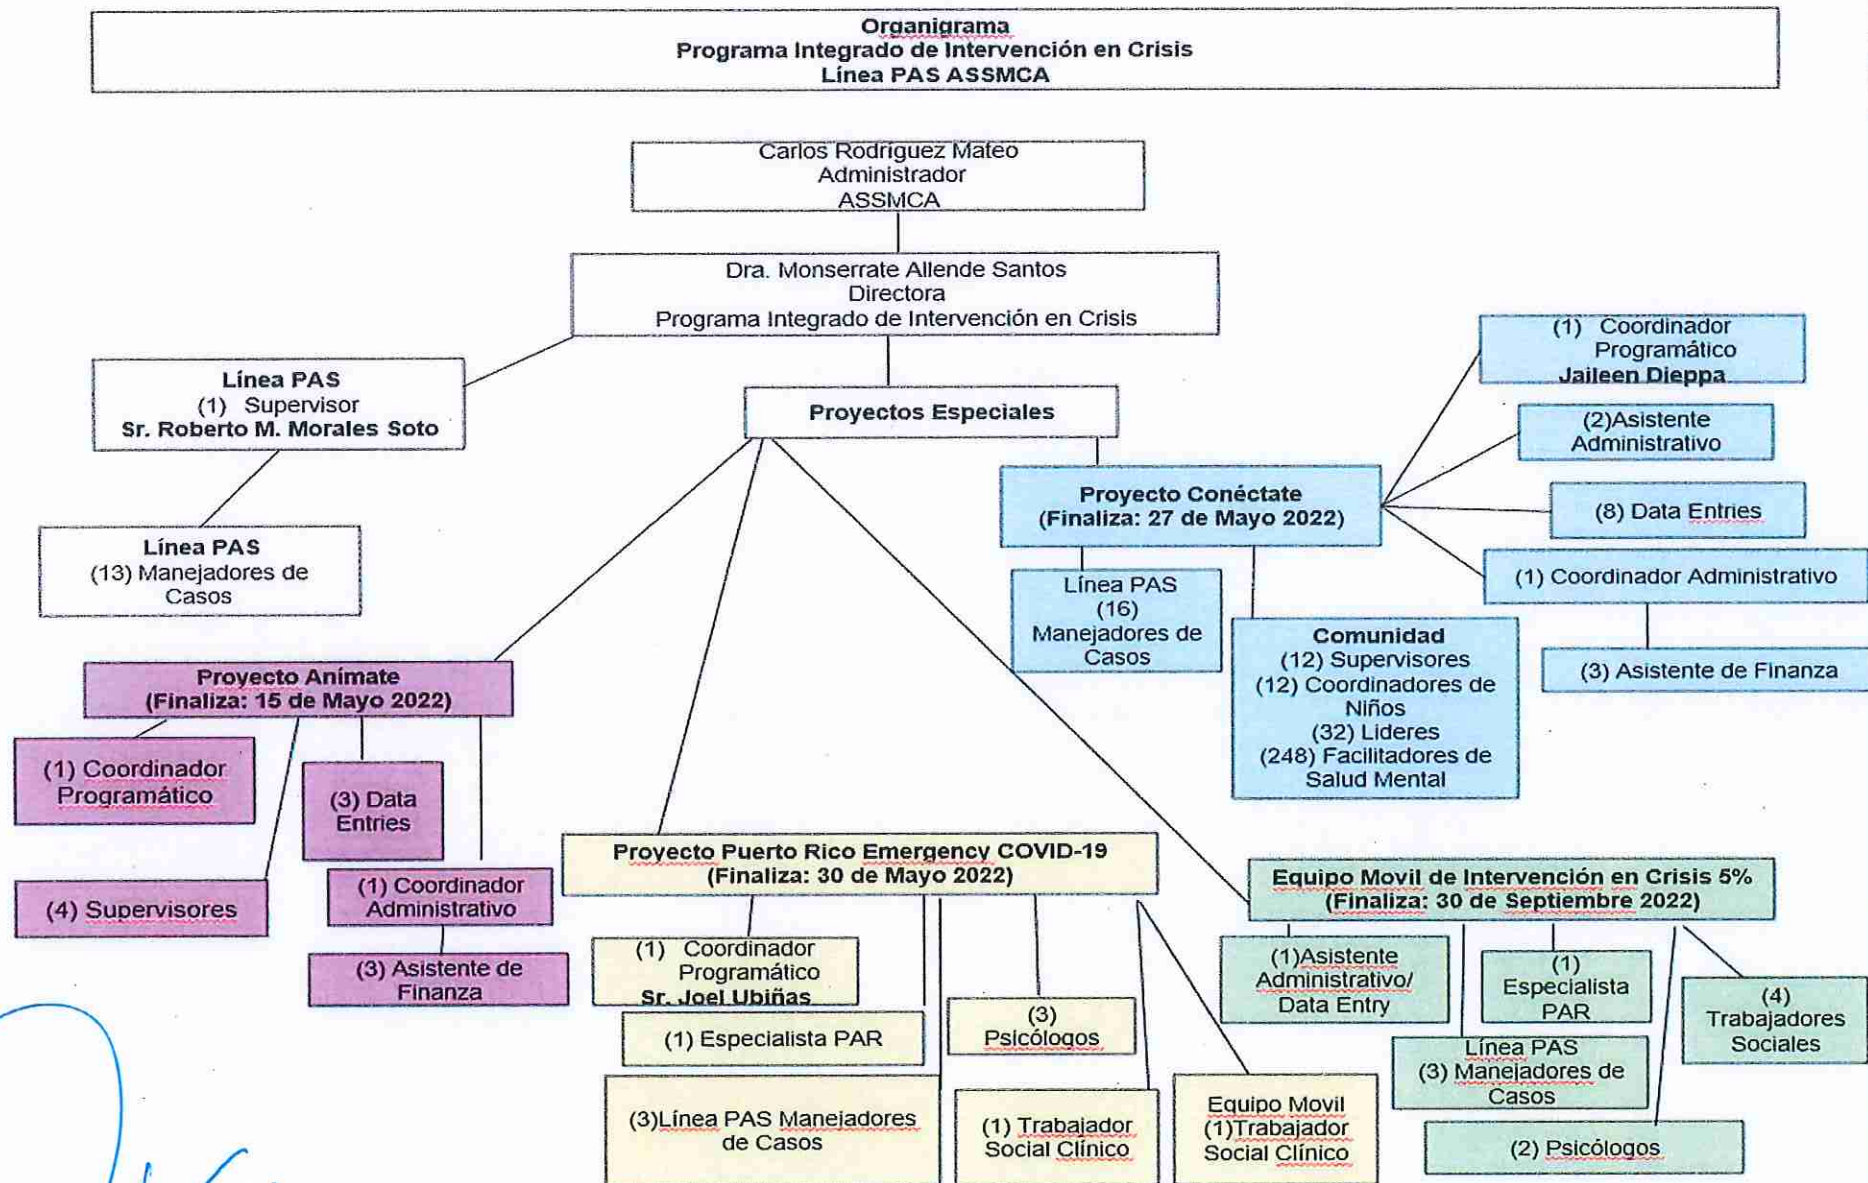 Organigrama
Programa Integrado de Intervención en Crisis
Línea PAS ASSMCA
Carlos Rodríguez Mateo
Administrador
ASSMCA
Dra. Monserrate Allende Santos
Directora
Programa Integrado de Intervención en Crisis
Línea PAS
(1) Supervisor
Sr. Roberto M. Morales Soto
Línea PAS
(13) Manejadores de
Casos
Proyectos Especiales
Proyecto Conéctate
(Finaliza: 27 de Mayo 2022)
(1) Coordinador
Programático
Jaileen Dieppa
(2)Asistente
Administrativo
(8) Data Entries
(1) Coordinador Administrativo
(3) Asistente de Finanza
Línea PAS
(16)
Manejadores de
Casos
Comunidad
(12) Supervisores
(12) Coordinadores de
Niños
(32) Lideres
(248) Facilitadores de
Salud Mental
Proyecto Anímate
(Finaliza: 15 de Mayo 2022)
(1) Coordinador
Programático
(3) Data
Entries
(4) Supervisores
(1) Coordinador
Administrativo
(3) Asistente de
Finanza
Proyecto Puerto Rico Emergency COVID-19
(Finaliza: 30 de Mayo 2022)
(1) Coordinador
Programático
Sr. Joel Ubiñas
(1) Especialista PAR
(3)Línea PAS Manejadores
de Casos
(3)
Psicólogos
(1) Trabajador
Social Clínico
Equipo Movil
(1)Trabajador
Social Clínico
Equipo Movil de Intervención en Crisis 5%
(Finaliza: 30 de Septiembre 2022)
(1)Asistente
Administrativo/
Data Entry
(1)
Especialista
PAR
(4)
Trabajadores
Sociales
Línea PAS
(3) Manejadores de
Casos
(2) Psicólogos